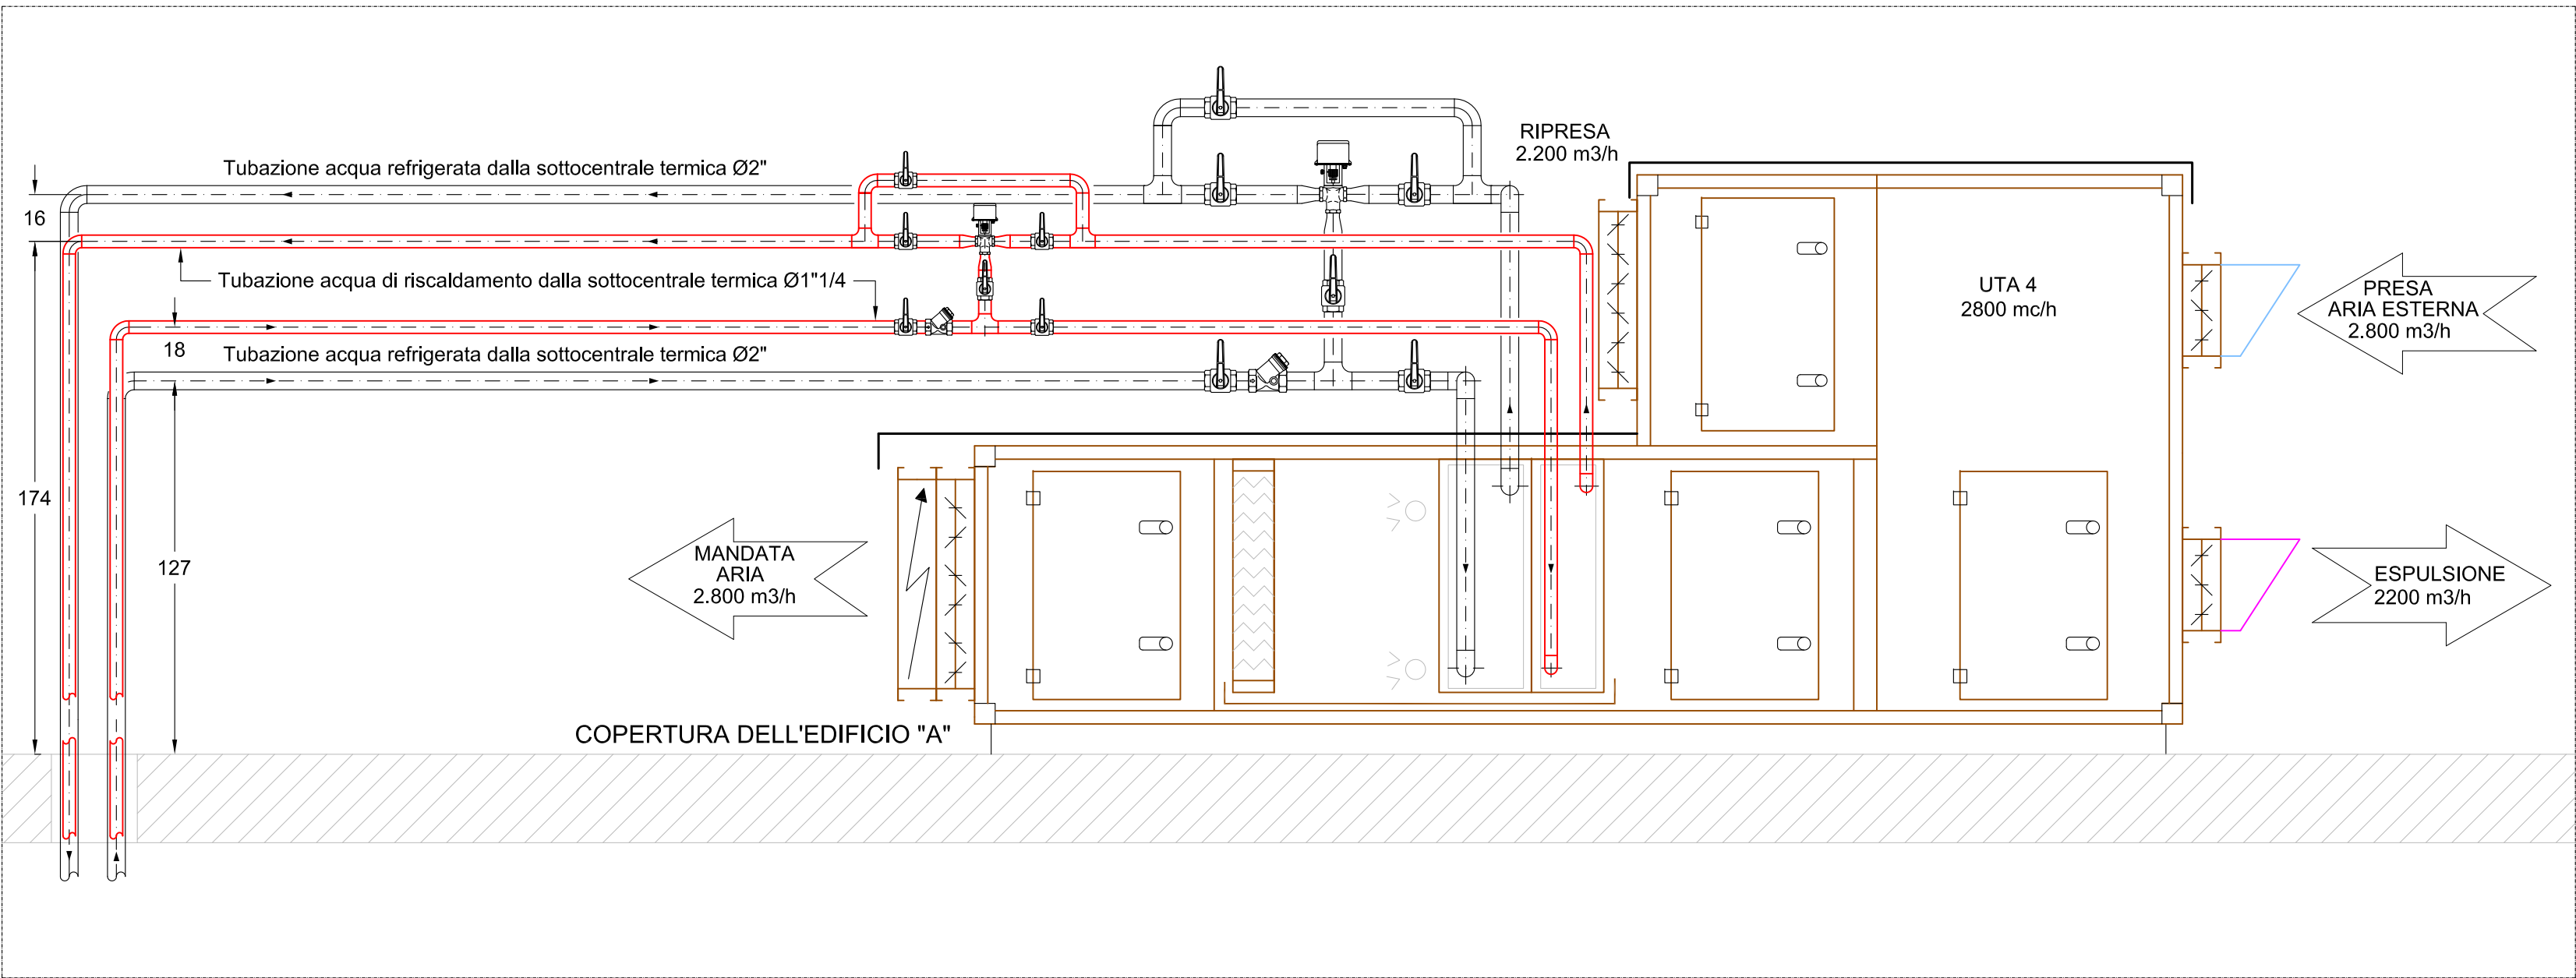 RIPRESA
2.200 m3/h
Tubazione acqua refrigerata dalla sottocentrale termica Ø2"
16
Tubazione acqua di riscaldamento dalla sottocentrale termica Ø1"1/4
UTA 4
2800 mc/h
PRESA
ARIA ESTERNA
2.800 m3/h
18
Tubazione acqua refrigerata dalla sottocentrale termica Ø2"
174
127
MANDATA
ARIA
2.800 m3/h
ESPULSIONE
2200 m3/h
COPERTURA DELL'EDIFICIO "A"